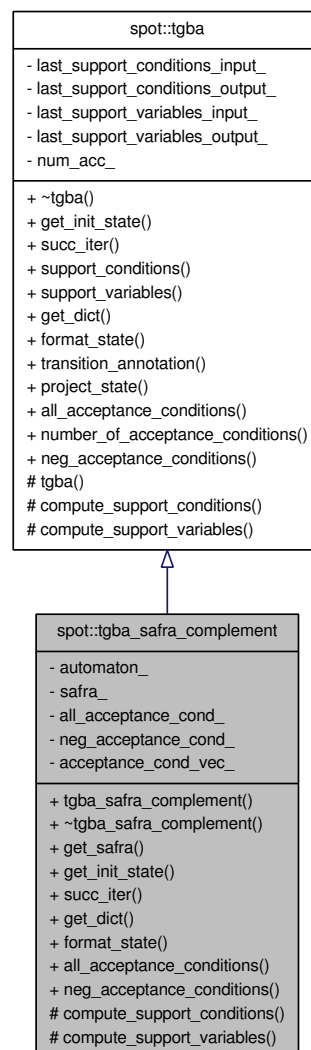 spot::tgba
- last_support_conditions_input_
- last_support_conditions_output_
- last_support_variables_input_
- last_support_variables_output_
- num_acc_
+ ~tgba()
+ get_init_state()
+ succ_iter()
+ support_conditions()
+ support_variables()
+ get_dict()
+ format_state()
+ transition_annotation()
+ project_state()
+ all_acceptance_conditions()
+ number_of_acceptance_conditions()
+ neg_acceptance_conditions()
# tgba()
# compute_support_conditions()
# compute_support_variables()
spot::tgba_safra_complement
- automaton_
- safra_
- all_acceptance_cond_
- neg_acceptance_cond_
- acceptance_cond_vec_
+ tgba_safra_complement()
+ ~tgba_safra_complement()
+ get_safra()
+ get_init_state()
+ succ_iter()
+ get_dict()
+ format_state()
+ all_acceptance_conditions()
+ neg_acceptance_conditions()
# compute_support_conditions()
# compute_support_variables()